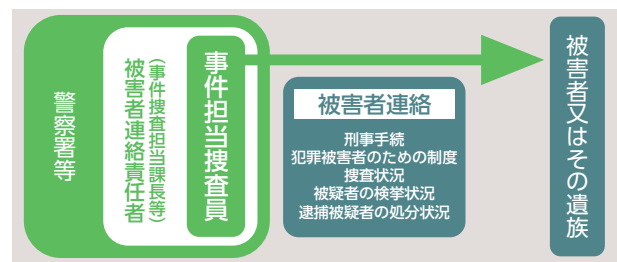 警察署等
被害者連絡責任者
(事件捜査担当課長等)
事件担当捜査員
被害者連絡
刑事手続
犯罪被害者のための制度
捜査状況
被疑者の検挙状況
逮捕被疑者の処分状況
被害者又はその遺族